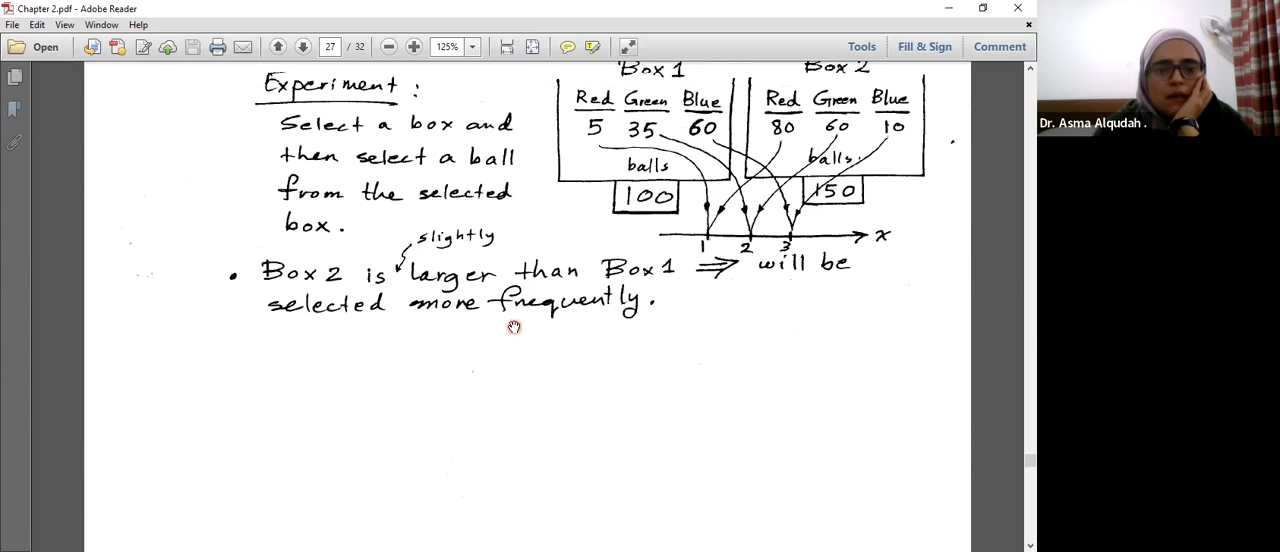 Chapter 2.pdf - Adobe Reader
File Edit View Window Help
Open 27 / 32 125% Tools Fill & Sign Comment
Dr. Asma Alqudah .
Experiment :
Select a box and
then select a ball
from the selected
box.
Box 1 Box 2
Red Green Blue Red Green Blue
5 35 60 80 60 10
balls balls.
100 150
1 2 3 x
slightly
• Box 2 is larger than Box 1 ⇒ will be
selected more frequently.